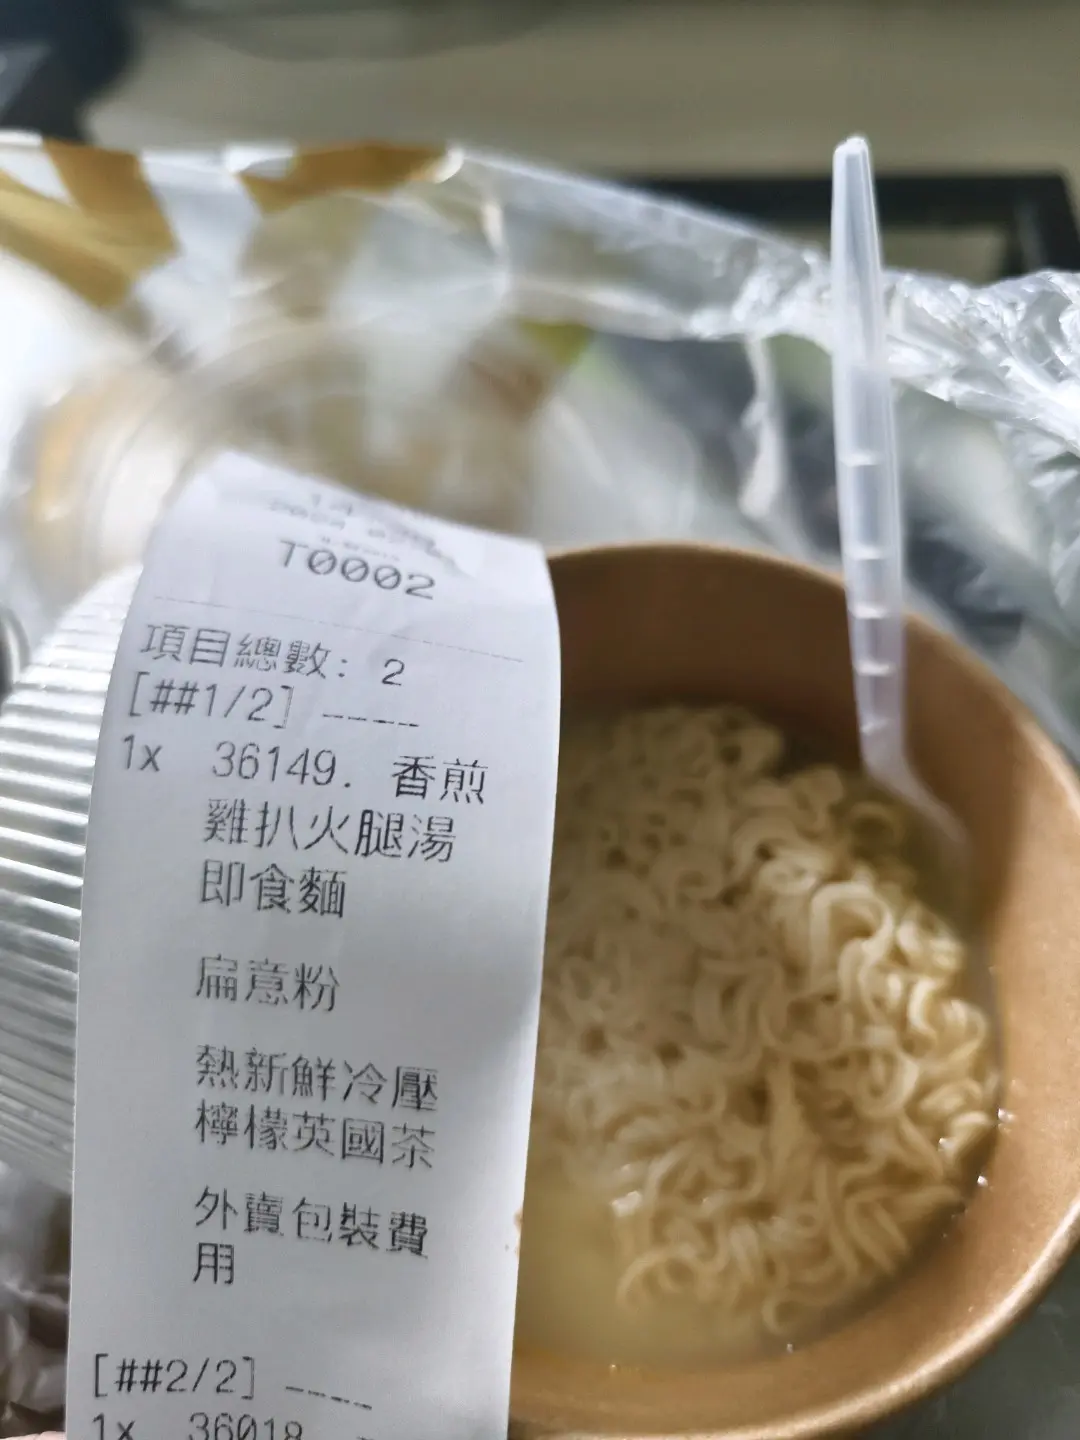 T0002
項目總數: 2
[##1/2] -----
1x 36149. 香煎
雞扒火腿湯
即食麵
扁意粉
熱新鮮冷壓
檸檬英國茶
外賣包裝費
用
[##2/2] -----
1x 36018